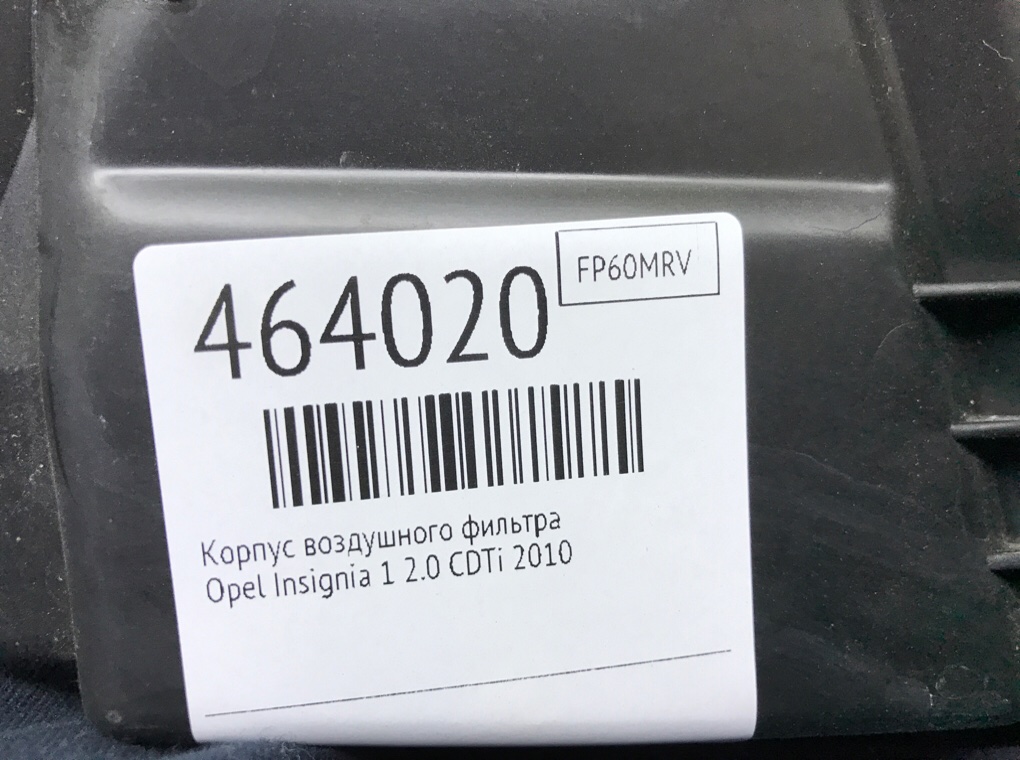 464020
FP60MRV
Корпус воздушного фильтра
Opel Insignia 1 2.0 CDTi 2010